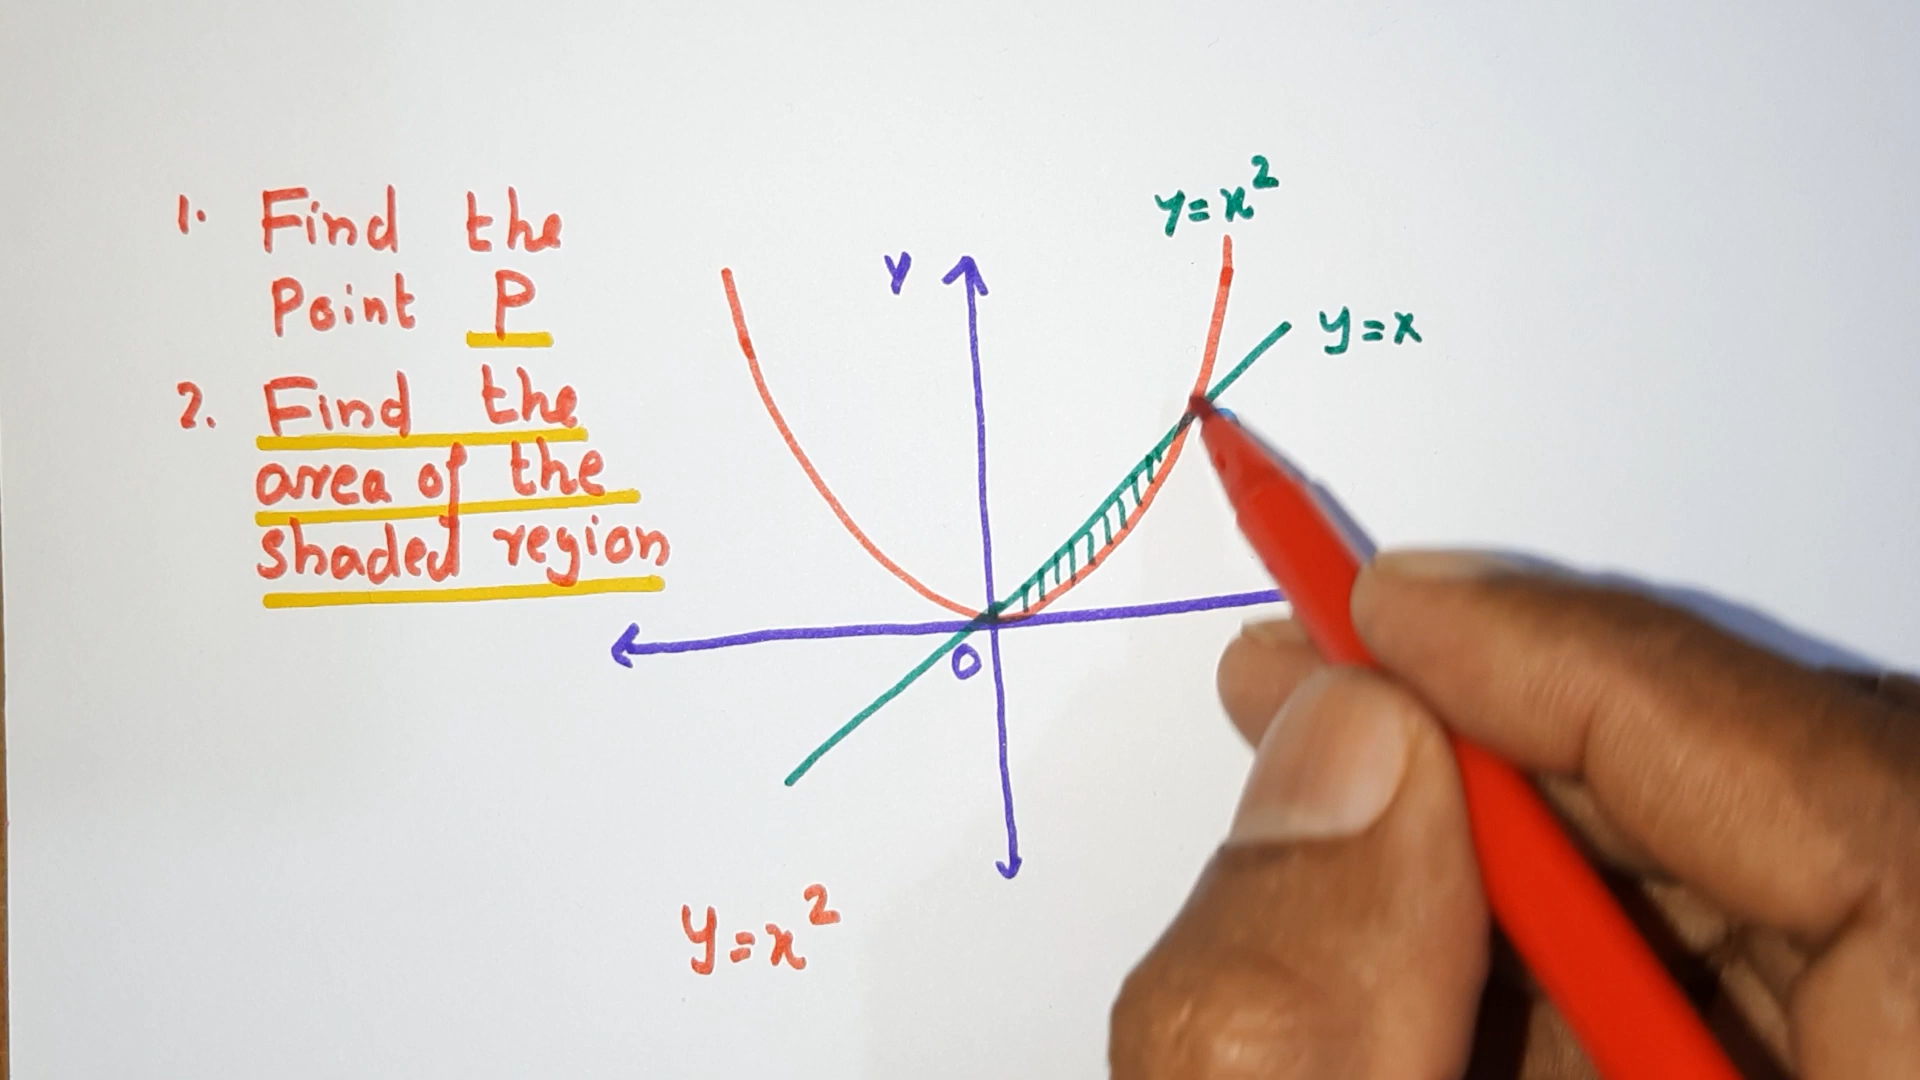 1. Find the
Point P
2. Find the
area of the
shaded region
y=x²
y
y=x
O
y=x²